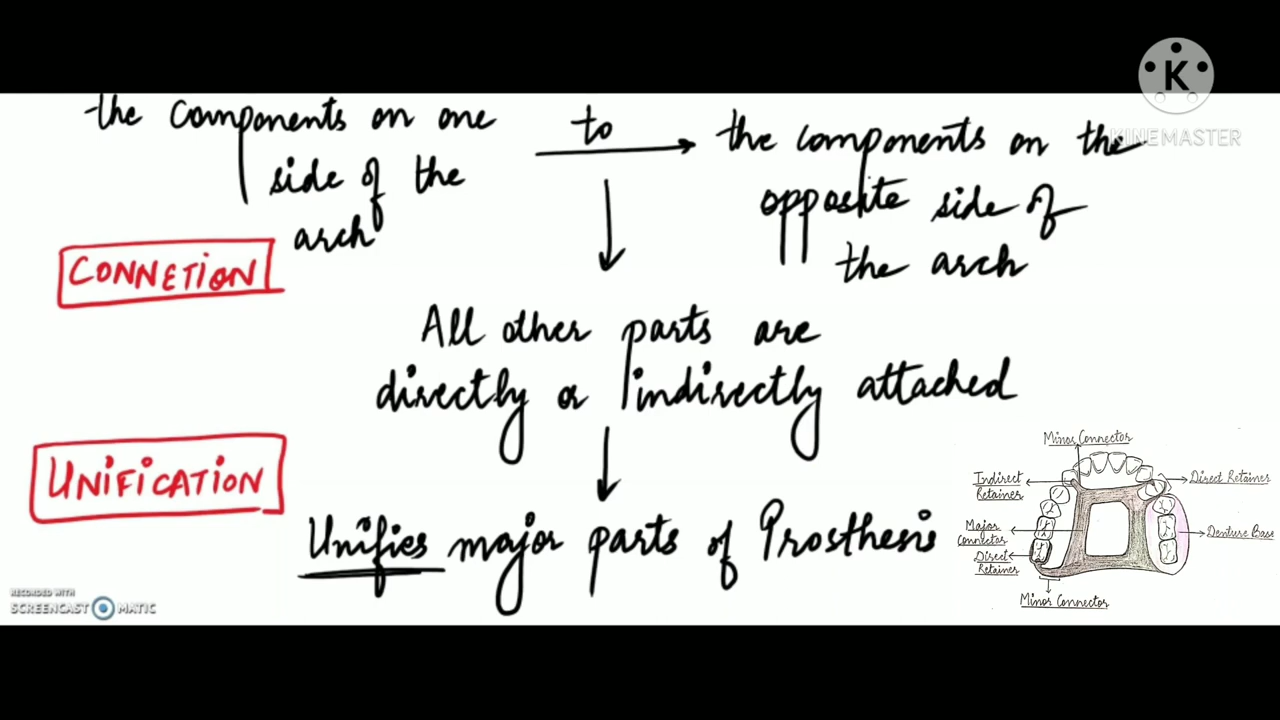 K
KINEMASTER
the components on one
side of the
arch
to
the components on the
opposite side of
the arch
CONNETION
All other parts are
directly or indirectly attached
UNIFICATION
Unifies major parts of Prosthesis
Minor Connector
Indirect
Retainer
Direct Retainer
Major
Connector
Denture Base
Direct
Retainer
Minor Connector
RECORDED WITH
SCREENCAST MATIC